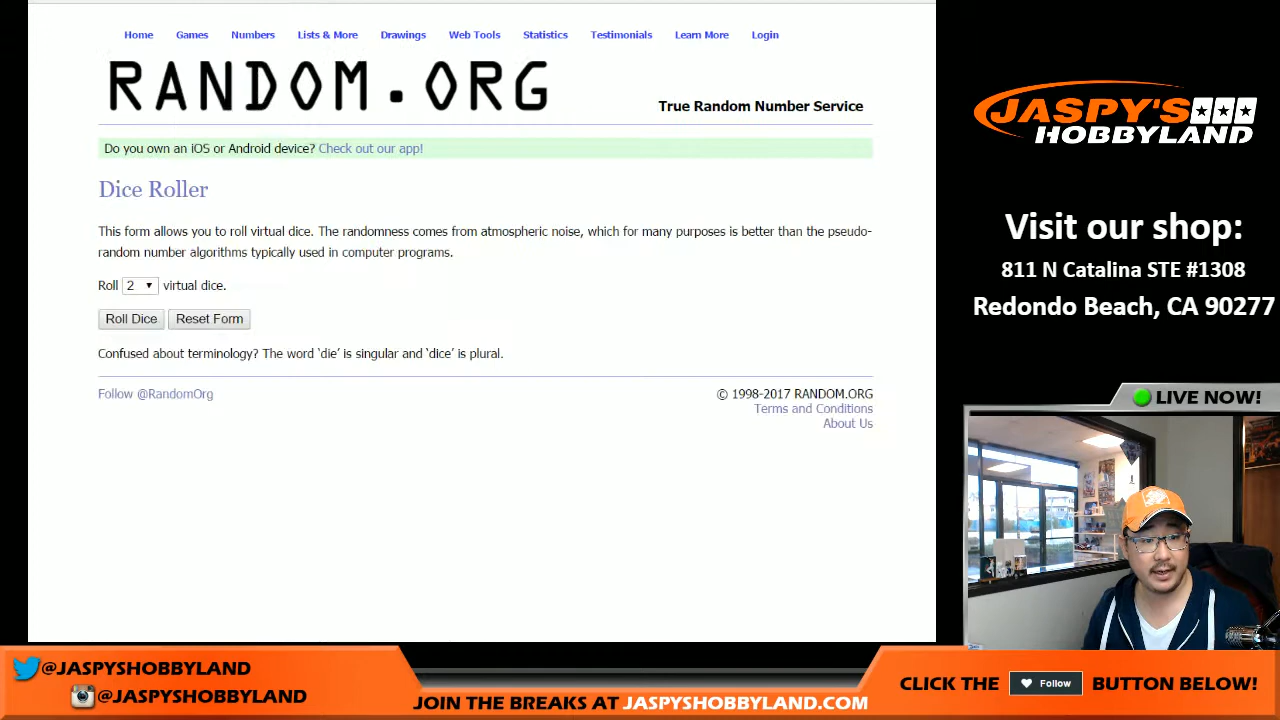 Home Games Numbers Lists & More Drawings Web Tools Statistics Testimonials Learn More Login
RANDOM.ORG
True Random Number Service
Do you own an iOS or Android device? Check out our app!
Dice Roller
This form allows you to roll virtual dice. The randomness comes from atmospheric noise, which for many purposes is better than the pseudo-
random number algorithms typically used in computer programs.
Roll 2 virtual dice.
Roll Dice Reset Form
Confused about terminology? The word ‘die’ is singular and ‘dice’ is plural.
Follow @RandomOrg
© 1998-2017 RANDOM.ORG
Terms and Conditions
About Us
JASPY'S
HOBBYLAND
Visit our shop:
811 N Catalina STE #1308
Redondo Beach, CA 90277
LIVE NOW!
@JASPYSHOBBYLAND
@JASPYSHOBBYLAND
JOIN THE BREAKS AT JASPYSHOBBYLAND.COM
CLICK THE Follow BUTTON BELOW!